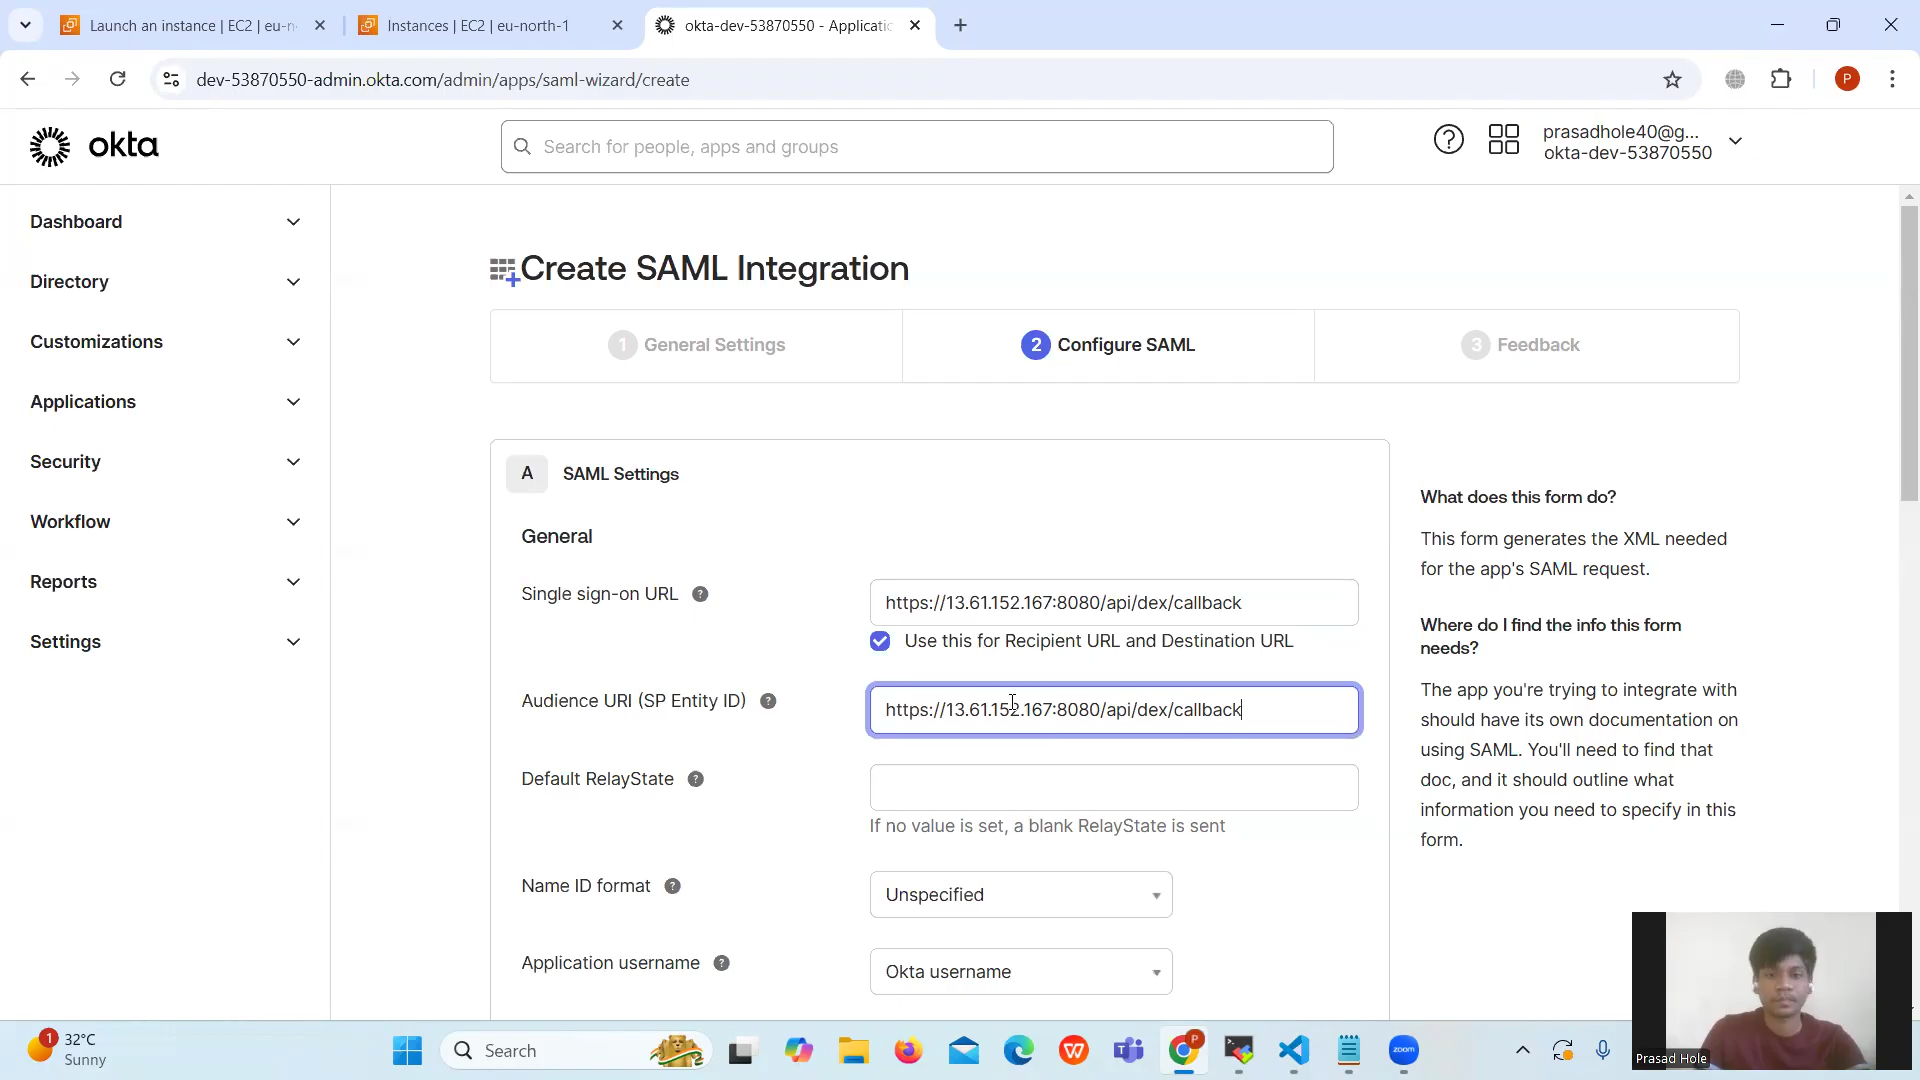 Launch an instance | EC2 | eu-n
Instances | EC2 | eu-north-1
okta-dev-53870550 - Applicatio
dev-53870550-admin.okta.com/admin/apps/saml-wizard/create
P
okta
Search for people, apps and groups
prasadhole40@g...
okta-dev-53870550
Dashboard
Directory
Customizations
Applications
Security
Workflow
Reports
Settings
Create SAML Integration
1 General Settings
2 Configure SAML
3 Feedback
A SAML Settings
General
Single sign-on URL ?
https://13.61.152.167:8080/api/dex/callback
Use this for Recipient URL and Destination URL
Audience URI (SP Entity ID) ?
https://13.61.152.167:8080/api/dex/callback
Default RelayState ?
If no value is set, a blank RelayState is sent
Name ID format ?
Unspecified
Application username ?
Okta username
What does this form do?
This form generates the XML needed
for the app's SAML request.
Where do I find the info this form
needs?
The app you're trying to integrate with
should have its own documentation on
using SAML. You'll need to find that
doc, and it should outline what
information you need to specify in this
form.
Prasad Hole
1
32°C
Sunny
Search
P
zoom